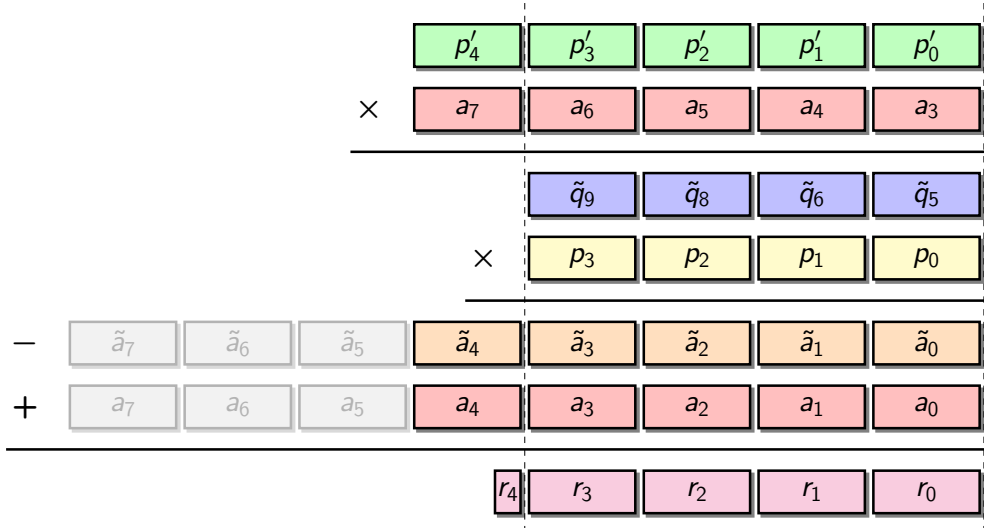 p′₄ p′₃ p′₂ p′₁ p′₀
× a₇ a₆ a₅ a₄ a₃
q̃₉ q̃₈ q̃₆ q̃₅
× p₃ p₂ p₁ p₀
− ã₇ ã₆ ã₅ ã₄ ã₃ ã₂ ã₁ ã₀
+ a₇ a₆ a₅ a₄ a₃ a₂ a₁ a₀
r₄ r₃ r₂ r₁ r₀